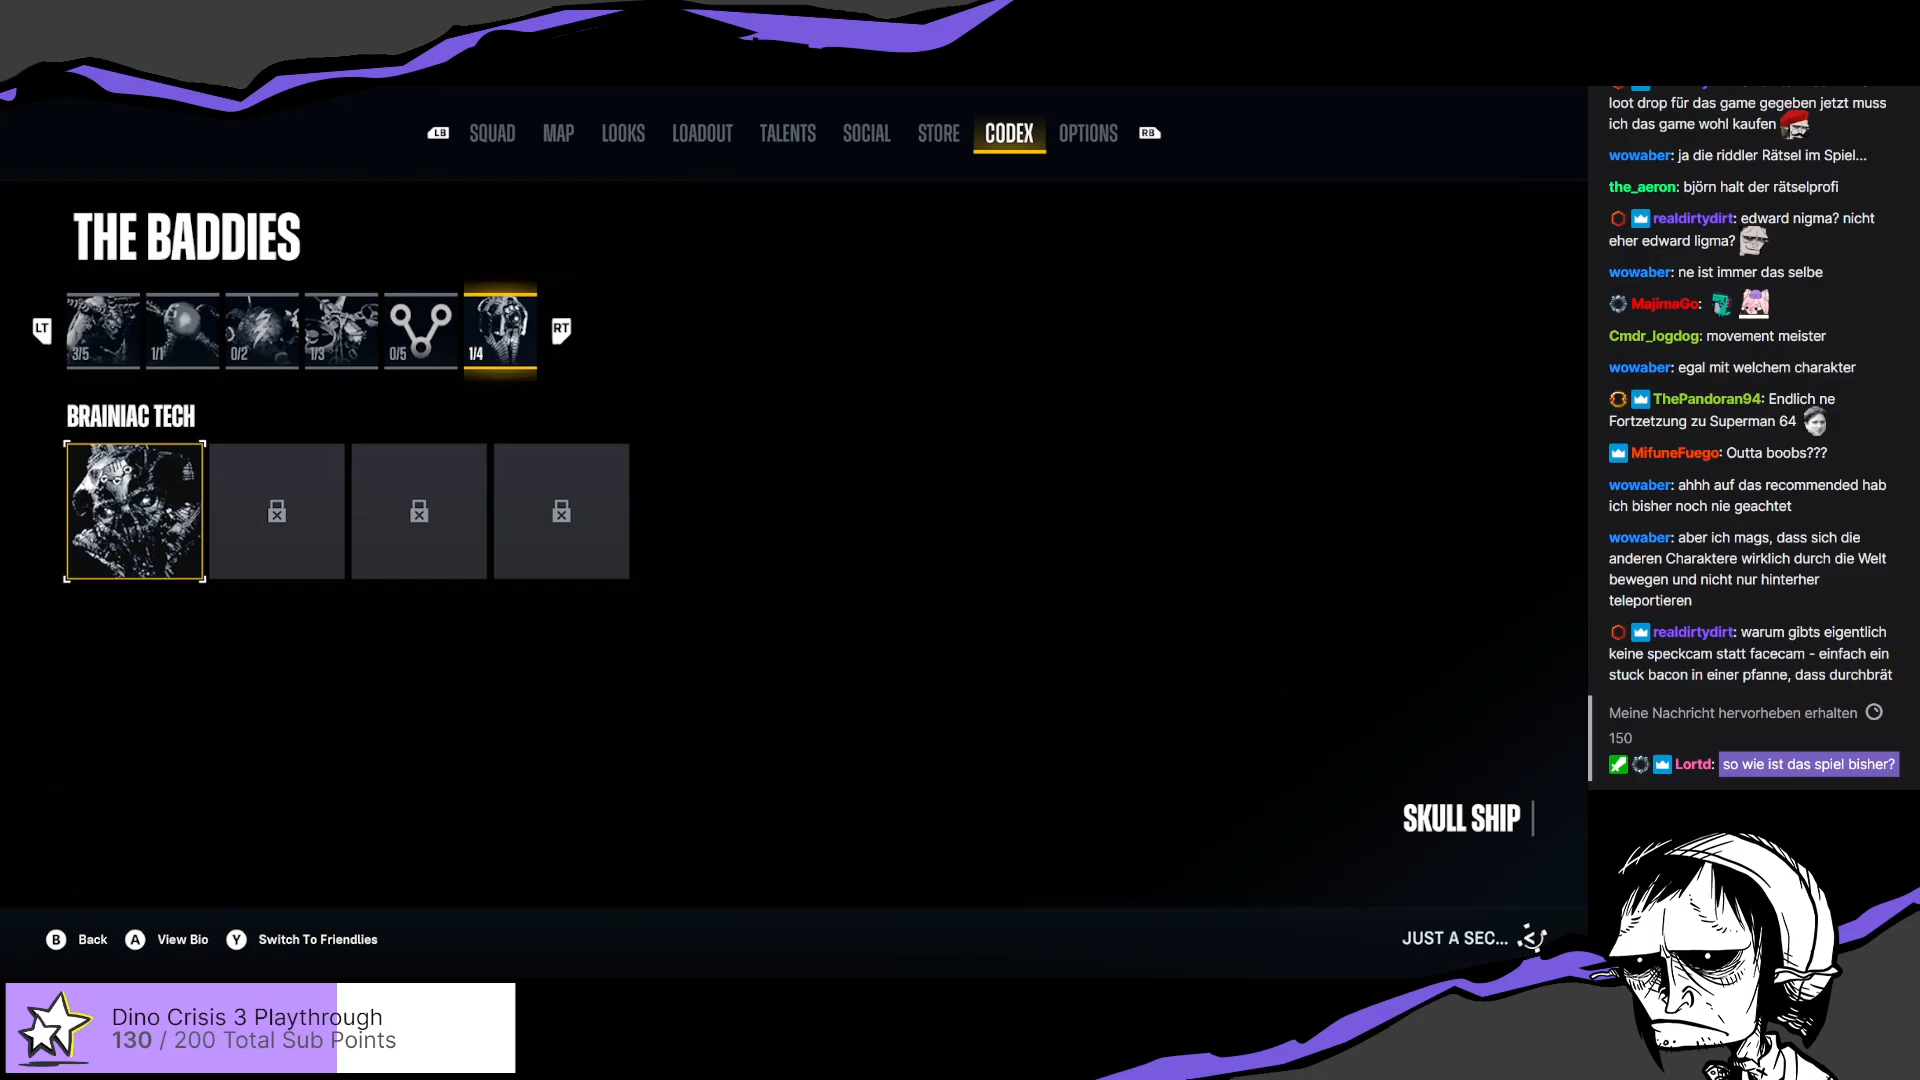 LB SQUAD MAP LOOKS LOADOUT TALENTS SOCIAL STORE CODEX OPTIONS RB
THE BADDIES
LT 3/5 1/1 0/2 1/3 0/5 1/4 RT
BRAINIAC TECH
SKULL SHIP
B Back A View Bio Y Switch To Friendlies
JUST A SEC...
Dino Crisis 3 Playthrough
130 / 200 Total Sub Points
loot drop für das game gegeben jetzt muss
ich das game wohl kaufen
wowaber: ja die riddler Rätsel im Spiel...
the_aeron: björn halt der rätselprofi
realdirtydirt: edward nigma? nicht
eher edward ligma?
wowaber: ne ist immer das selbe
MajimaGo:
Cmdr_logdog: movement meister
wowaber: egal mit welchem charakter
ThePandoran94: Endlich ne
Fortzetzung zu Superman 64
MifuneFuego: Outta boobs???
wowaber: ahhh auf das recommended hab
ich bisher noch nie geachtet
wowaber: aber ich mags, dass sich die
anderen Charaktere wirklich durch die Welt
bewegen und nicht nur hinterher
teleportieren
realdirtydirt: warum gibts eigentlich
keine speckcam statt facecam - einfach ein
stuck bacon in einer pfanne, dass durchbrät
Meine Nachricht hervorheben erhalten
150
Lortd: so wie ist das spiel bisher?